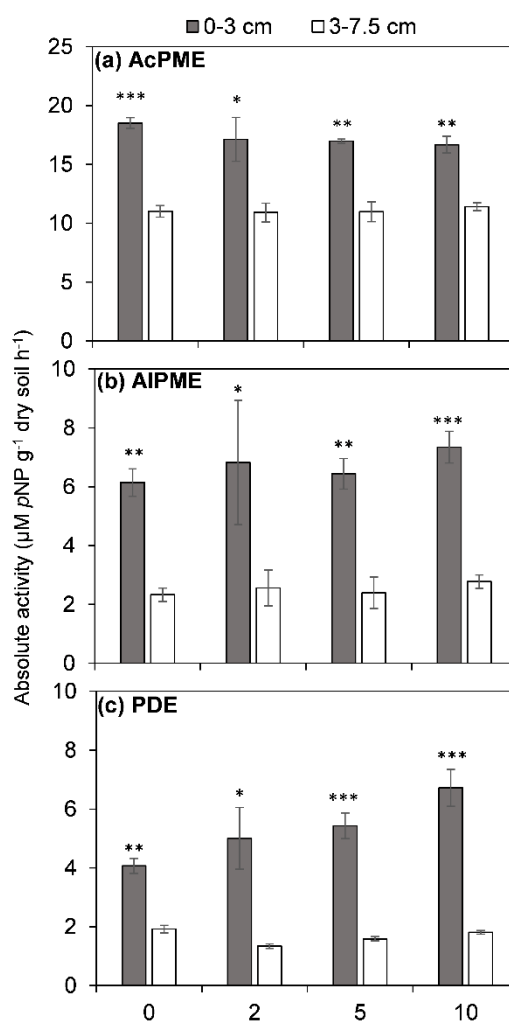 0-3 cm 3-7.5 cm
(a) AcPME
25
20
15
10
5
0
*** * ** **
(b) AlPME
8
6
4
2
0
** * ** ***
(c) PDE
10
8
6
4
2
0
** * *** ***
0 2 5 10
Absolute activity (µM pNP g⁻¹ dry soil h⁻¹)